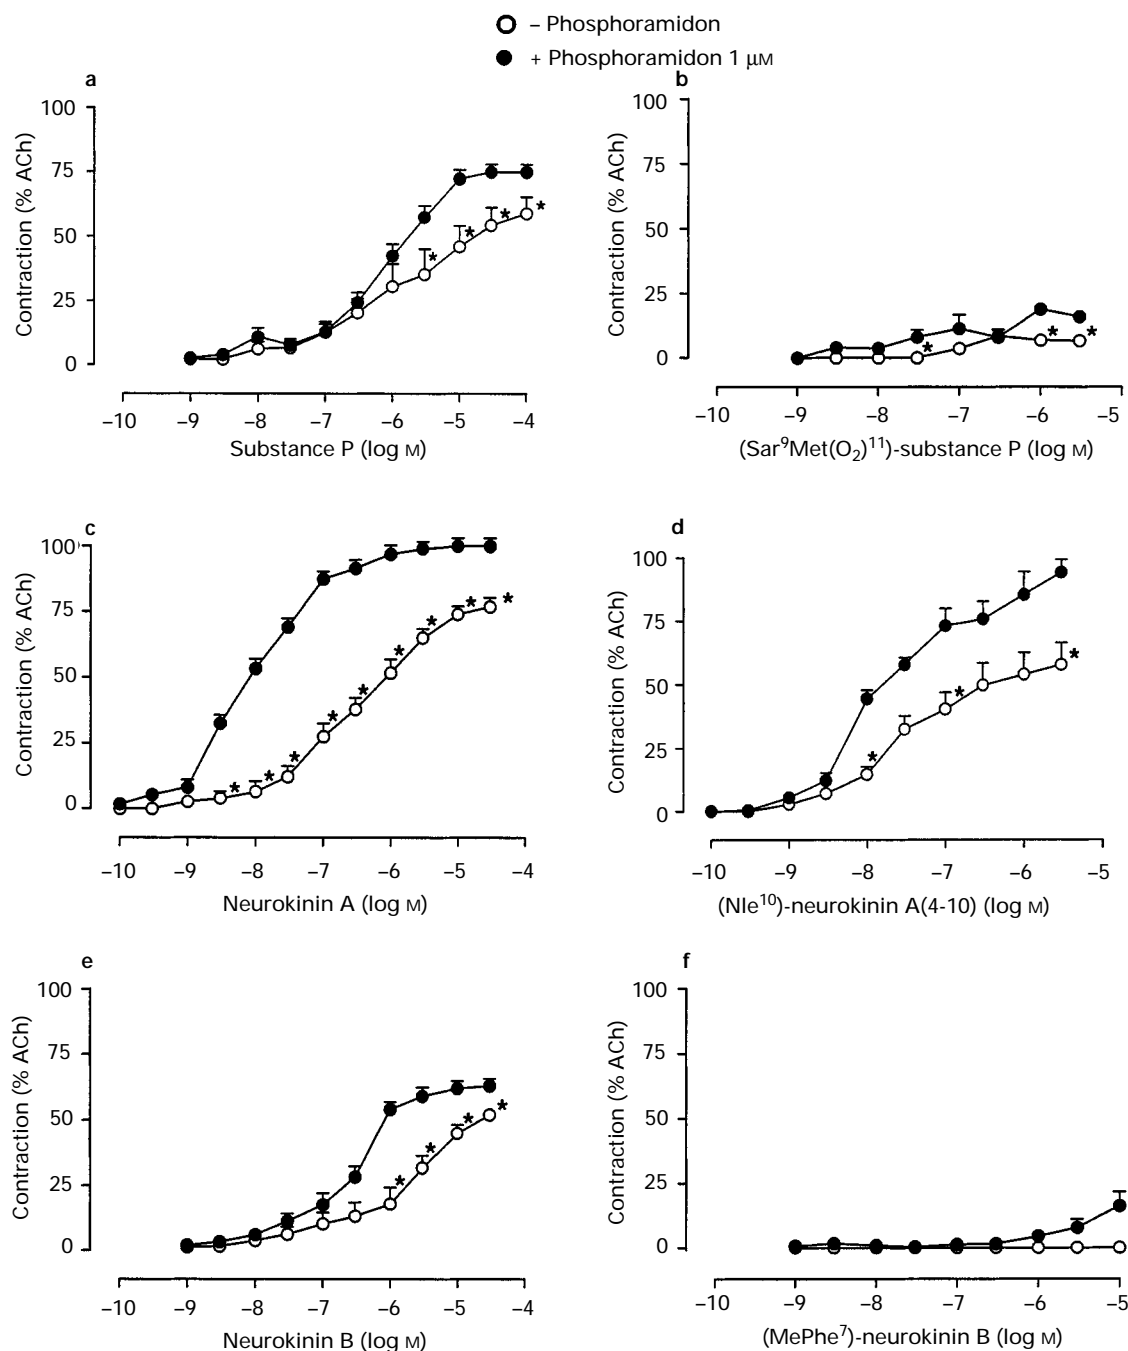 – Phosphoramidon
+ Phosphoramidon 1 μM
a
100
75
50
25
0
Contraction (% ACh)
* * * *
–10 –9 –8 –7 –6 –5 –4
Substance P (log M)
b
100
75
50
25
0
Contraction (% ACh)
* * *
–10 –9 –8 –7 –6 –5
(Sar⁹Met(O₂)¹¹)-substance P (log M)
c
100
75
50
25
0
Contraction (% ACh)
* * * * * * * * *
–10 –9 –8 –7 –6 –5 –4
Neurokinin A (log M)
d
100
75
50
25
0
Contraction (% ACh)
* * *
–10 –9 –8 –7 –6 –5
(Nle¹⁰)-neurokinin A(4-10) (log M)
e
100
75
50
25
0
Contraction (% ACh)
* * * *
–10 –9 –8 –7 –6 –5 –4
Neurokinin B (log M)
f
100
75
50
25
0
Contraction (% ACh)
–10 –9 –8 –7 –6 –5
(MePhe⁷)-neurokinin B (log M)